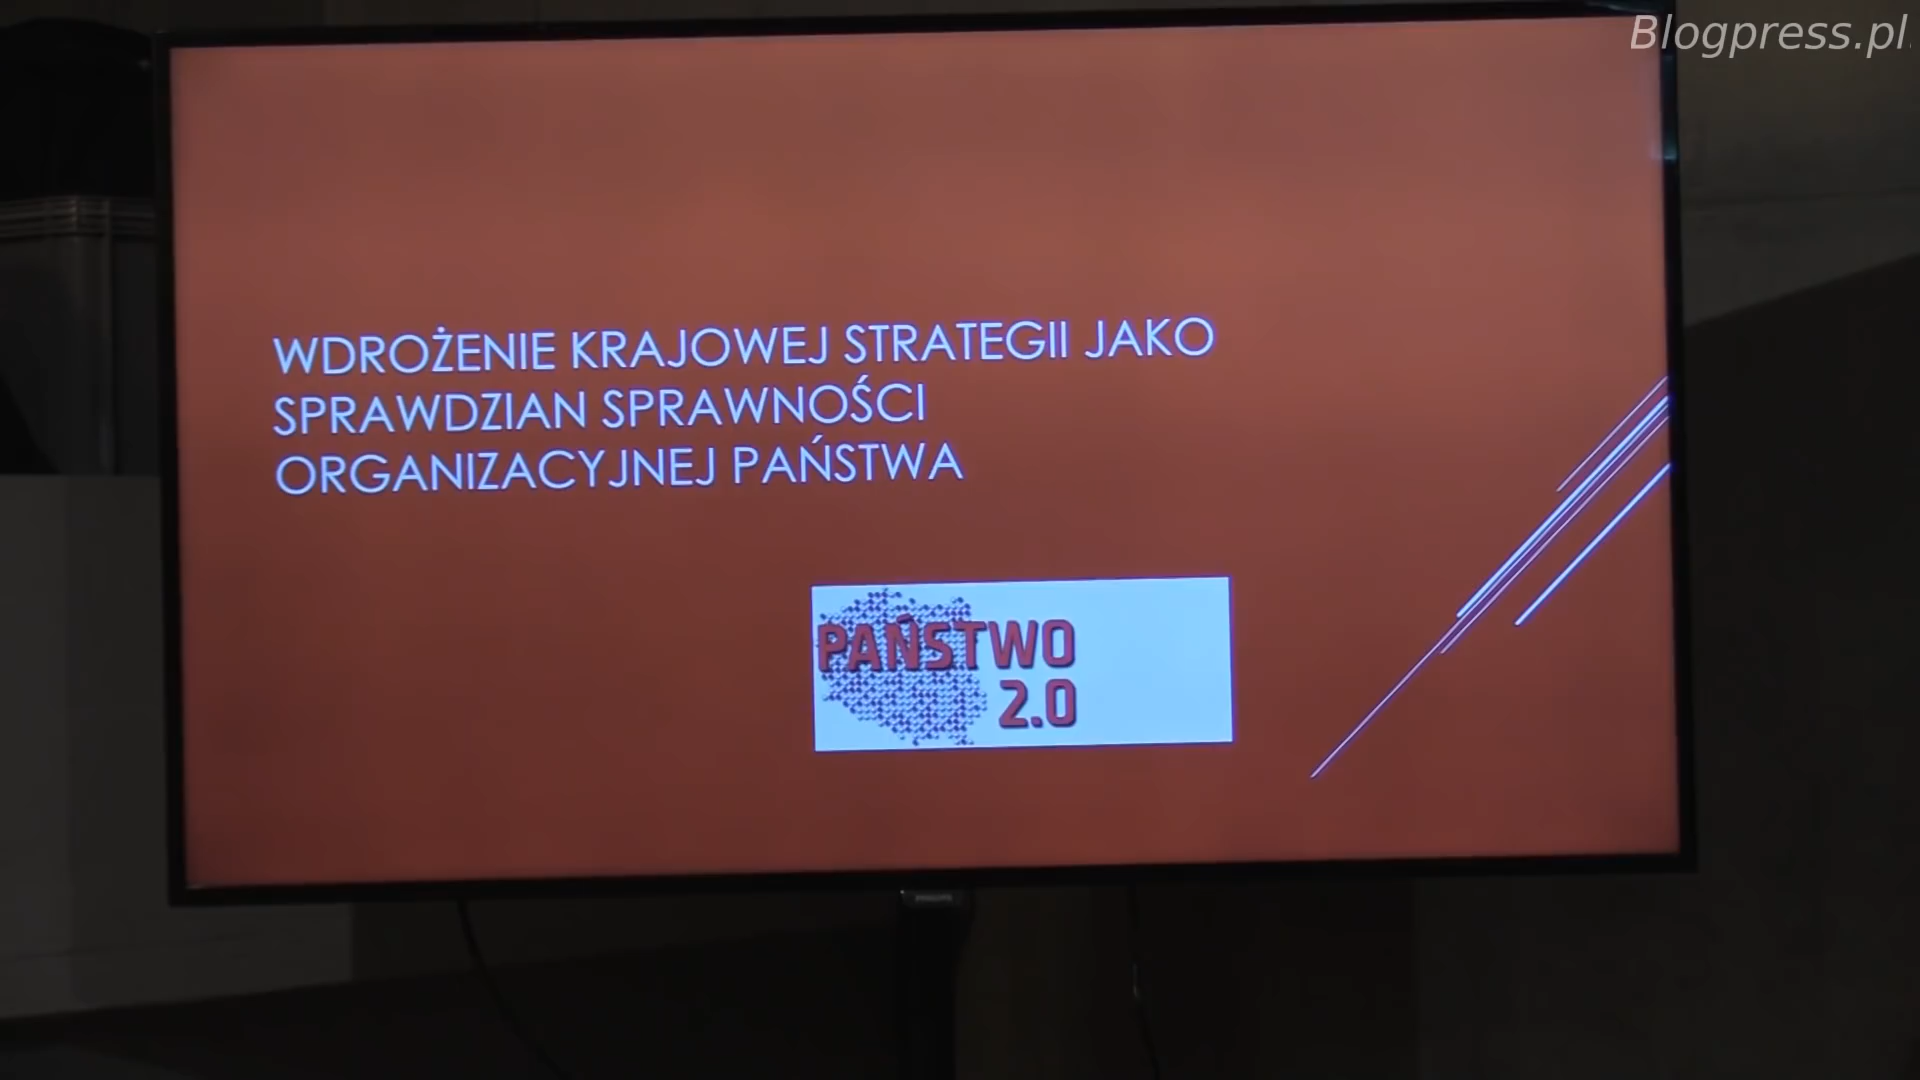 Blogpress.pl
WDROŻENIE KRAJOWEJ STRATEGII JAKO
SPRAWDZIAN SPRAWNOŚCI
ORGANIZACYJNEJ PAŃSTWA
PAŃSTWO
2.0